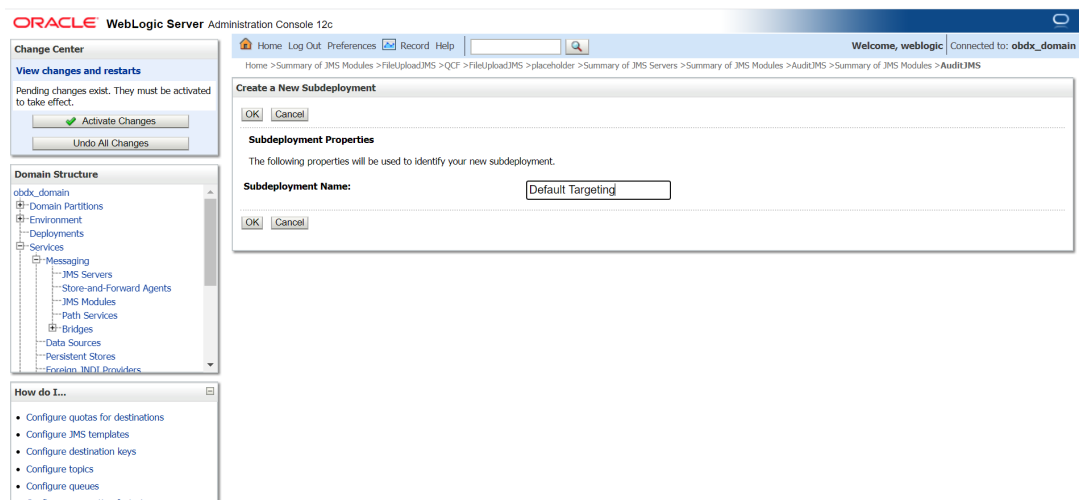 ORACLE WebLogic Server Administration Console 12c
Change Center
View changes and restarts
Pending changes exist. They must be activated
to take effect.
Activate Changes
Undo All Changes
Domain Structure
obdx_domain
Domain Partitions
Environment
Deployments
Services
Messaging
JMS Servers
Store-and-Forward Agents
JMS Modules
Path Services
Bridges
Data Sources
Persistent Stores
Foreign JNDI Providers
How do I...
Configure quotas for destinations
Configure JMS templates
Configure destination keys
Configure topics
Configure queues
Home Log Out Preferences Record Help
Welcome, weblogic Connected to: obdx_domain
Home >Summary of JMS Modules >FileUploadJMS >QCF >FileUploadJMS >placeholder >Summary of JMS Servers >Summary of JMS Modules >AuditJMS >Summary of JMS Modules >AuditJMS
Create a New Subdeployment
OK Cancel
Subdeployment Properties
The following properties will be used to identify your new subdeployment.
Subdeployment Name: Default Targeting
OK Cancel